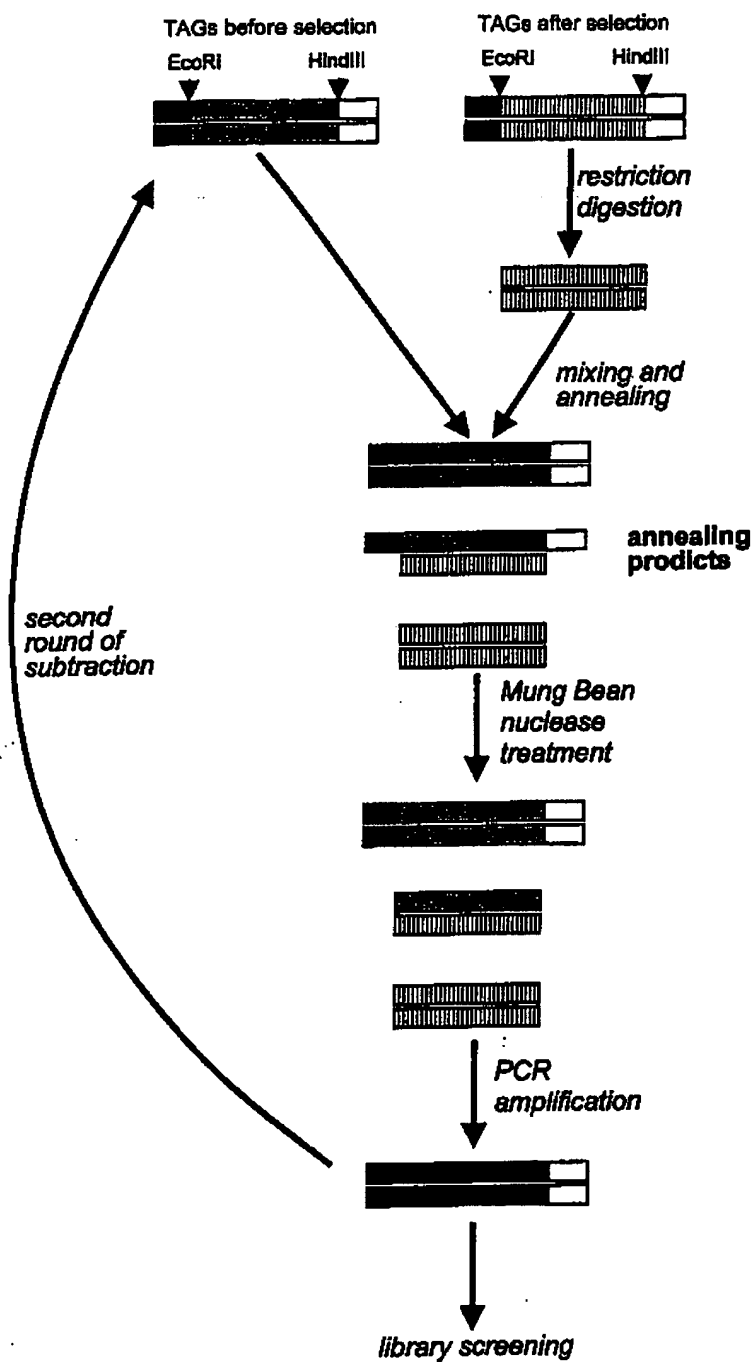 TAGs before selection
TAGs after selection
EcoRI
HindIII
EcoRI
HindIII
restriction
digestion
mixing and
annealing
annealing
prodicts
second
round of
subtraction
Mung Bean
nuclease
treatment
PCR
amplification
library screening